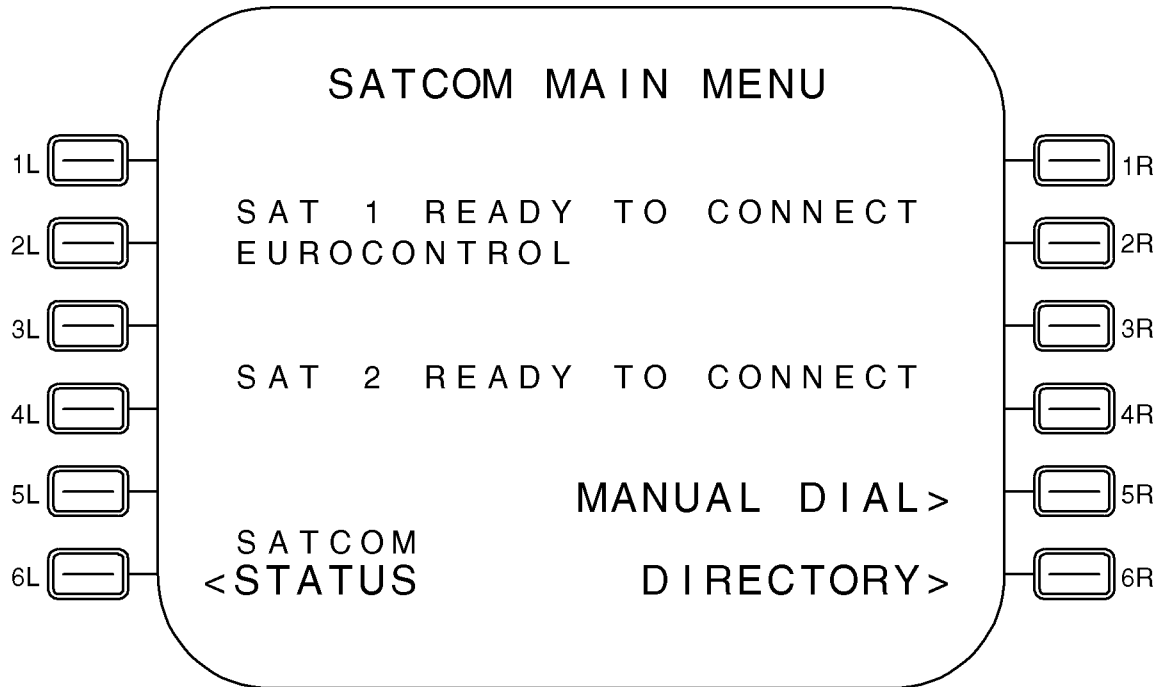 SATCOM MAIN MENU
1L
1R
SAT 1 READY TO CONNECT
2L EUROCONTROL 2R
3L
3R
SAT 2 READY TO CONNECT
4L
4R
5L MANUAL DIAL> 5R
SATCOM
6L <STATUS DIRECTORY> 6R